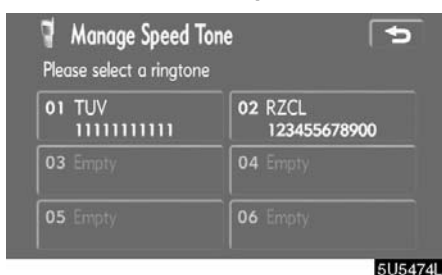 Manage Speed Tone
Please select a ringtone
01 TUV
11111111111
02 RZCL
123455678900
03 Empty
04 Empty
05 Empty
06 Empty
5U5474L